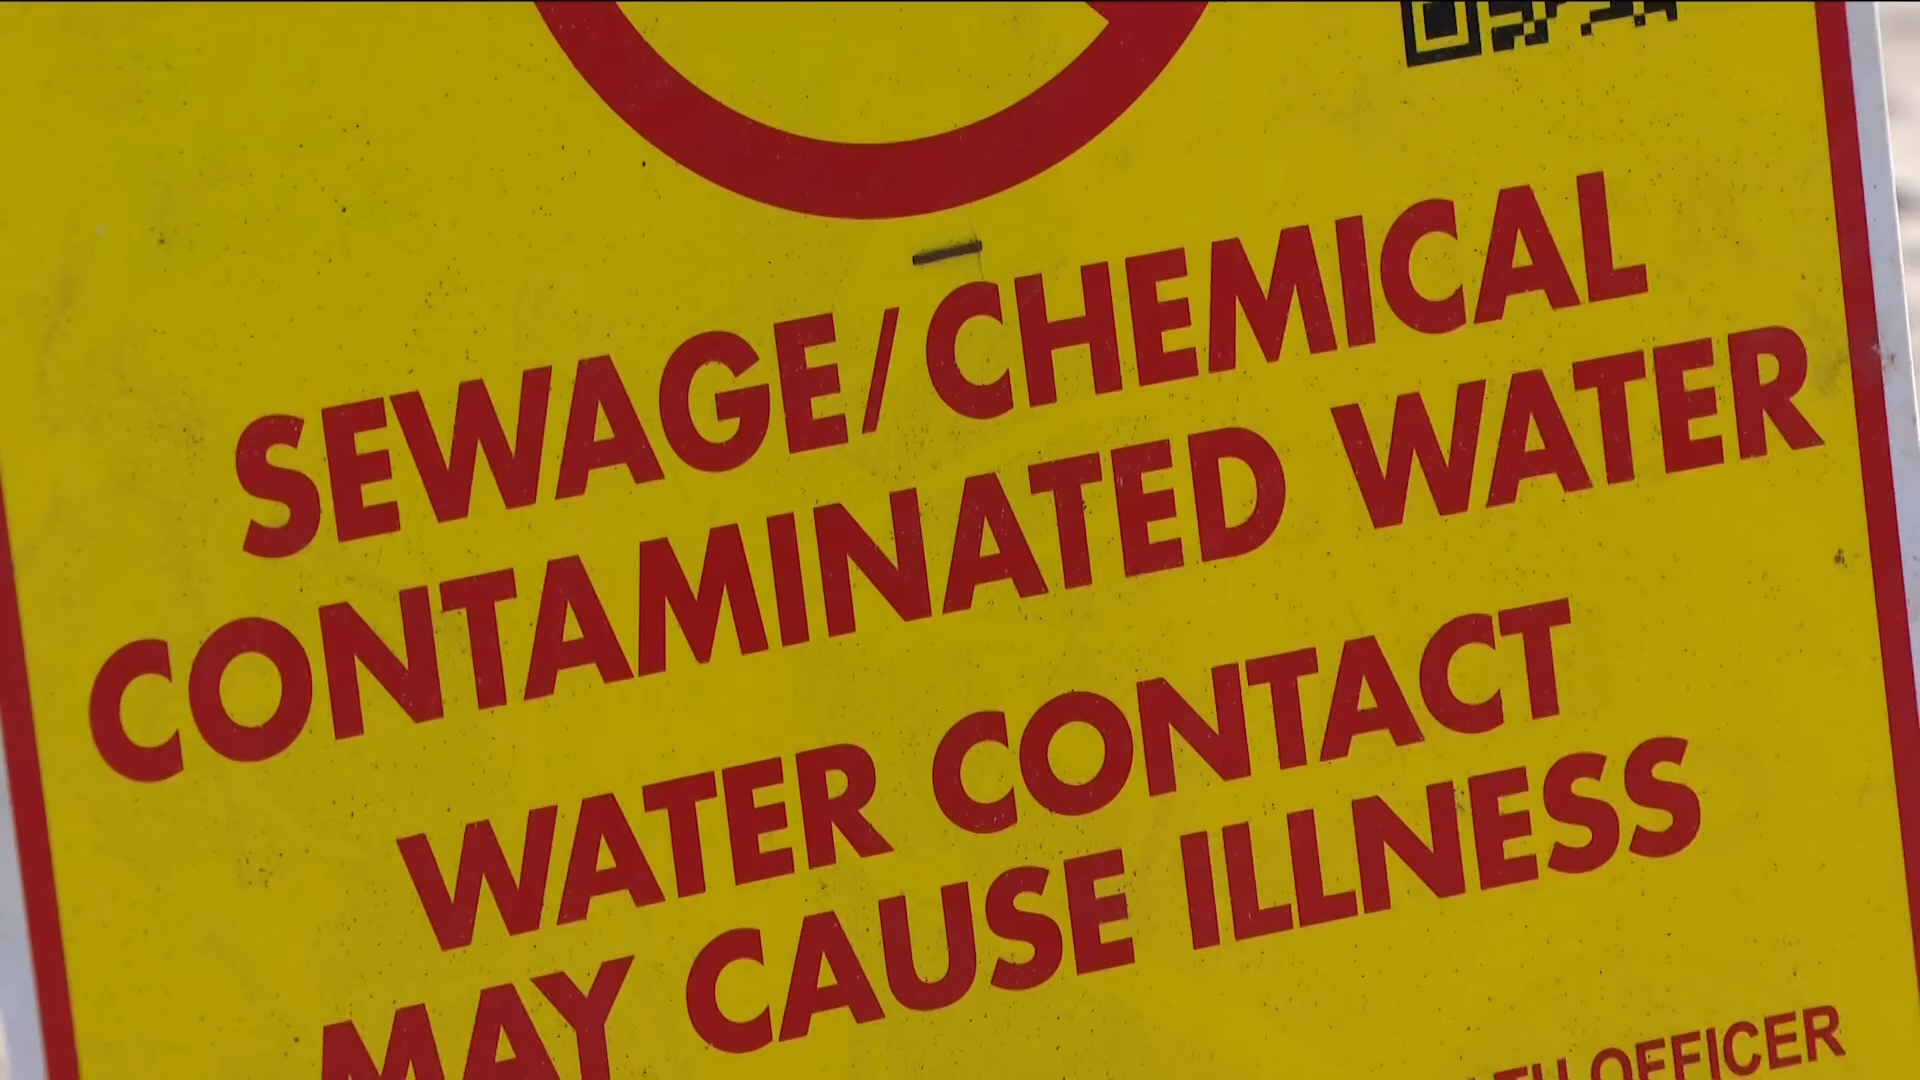 SEWAGE/CHEMICAL
CONTAMINATED WATER
WATER CONTACT
MAY CAUSE ILLNESS
OFFICER